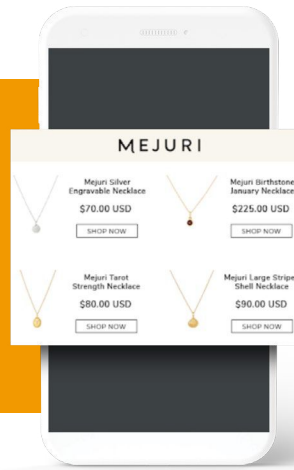 MEJURI
Mejuri Silver
Engravable Necklace
$70.00 USD
SHOP NOW
Mejuri Birthstone
January Necklace
$225.00 USD
SHOP NOW
Mejuri Tarot
Strength Necklace
$80.00 USD
SHOP NOW
Mejuri Large Stripe
Shell Necklace
$90.00 USD
SHOP NOW